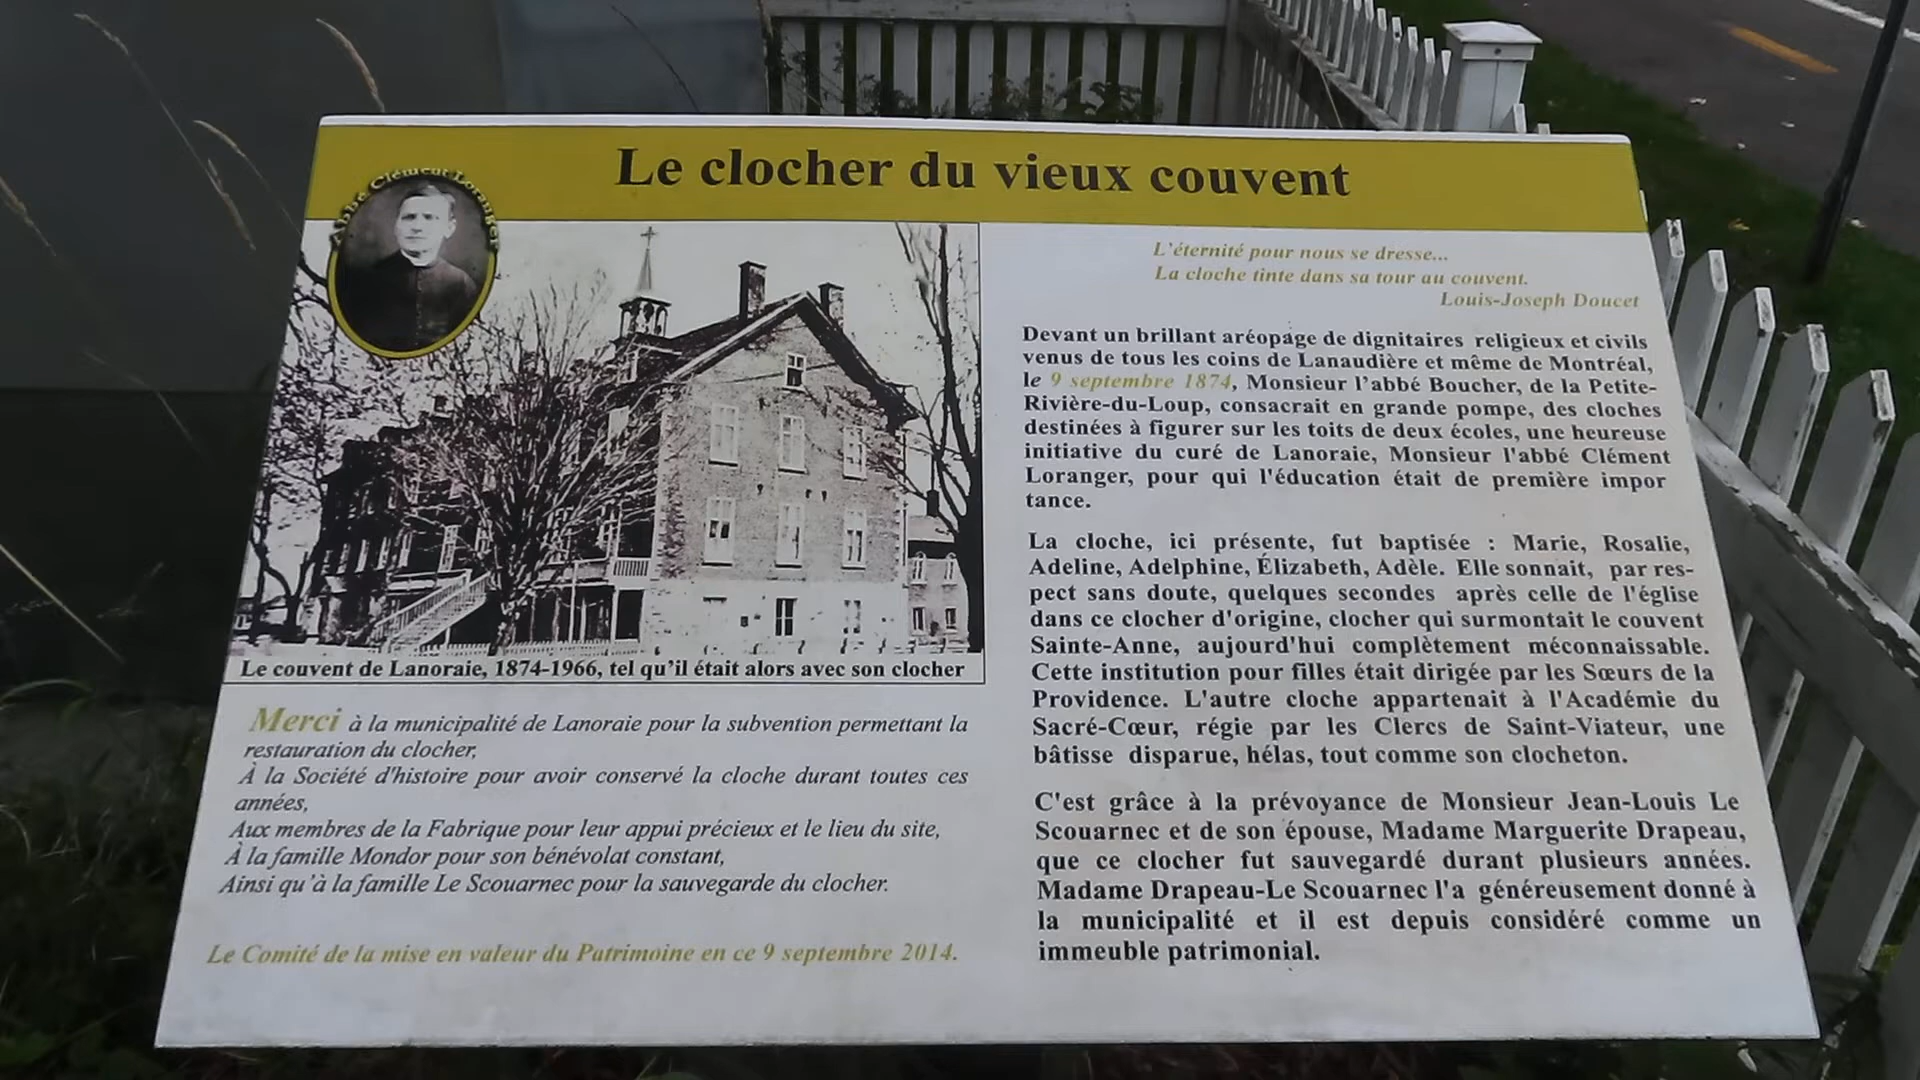 Le clocher du vieux couvent
Abbé Clément Loranger
Le couvent de Lanoraie, 1874-1966, tel qu'il était alors avec son clocher
Merci à la municipalité de Lanoraie pour la subvention permettant la
restauration du clocher,
À la Société d'histoire pour avoir conservé la cloche durant toutes ces
années,
Aux membres de la Fabrique pour leur appui précieux et le lieu du site,
À la famille Mondor pour son bénévolat constant,
Ainsi qu'à la famille Le Scouarnec pour la sauvegarde du clocher.
Le Comité de la mise en valeur du Patrimoine en ce 9 septembre 2014.
L'éternité pour nous se dresse...
La cloche tinte dans sa tour au couvent.
Louis-Joseph Doucet
Devant un brillant aréopage de dignitaires religieux et civils
venus de tous les coins de Lanaudière et même de Montréal,
le 9 septembre 1874, Monsieur l'abbé Boucher, de la Petite-
Rivière-du-Loup, consacrait en grande pompe, des cloches
destinées à figurer sur les toits de deux écoles, une heureuse
initiative du curé de Lanoraie, Monsieur l'abbé Clément
Loranger, pour qui l'éducation était de première impor
tance.
La cloche, ici présente, fut baptisée : Marie, Rosalie,
Adeline, Adelphine, Élizabeth, Adèle. Elle sonnait, par res-
pect sans doute, quelques secondes après celle de l'église
dans ce clocher d'origine, clocher qui surmontait le couvent
Sainte-Anne, aujourd'hui complètement méconnaissable.
Cette institution pour filles était dirigée par les Sœurs de la
Providence. L'autre cloche appartenait à l'Académie du
Sacré-Cœur, régie par les Clercs de Saint-Viateur, une
bâtisse disparue, hélas, tout comme son clocheton.
C'est grâce à la prévoyance de Monsieur Jean-Louis Le
Scouarnec et de son épouse, Madame Marguerite Drapeau,
que ce clocher fut sauvegardé durant plusieurs années.
Madame Drapeau-Le Scouarnec l'a généreusement donné à
la municipalité et il est depuis considéré comme un
immeuble patrimonial.